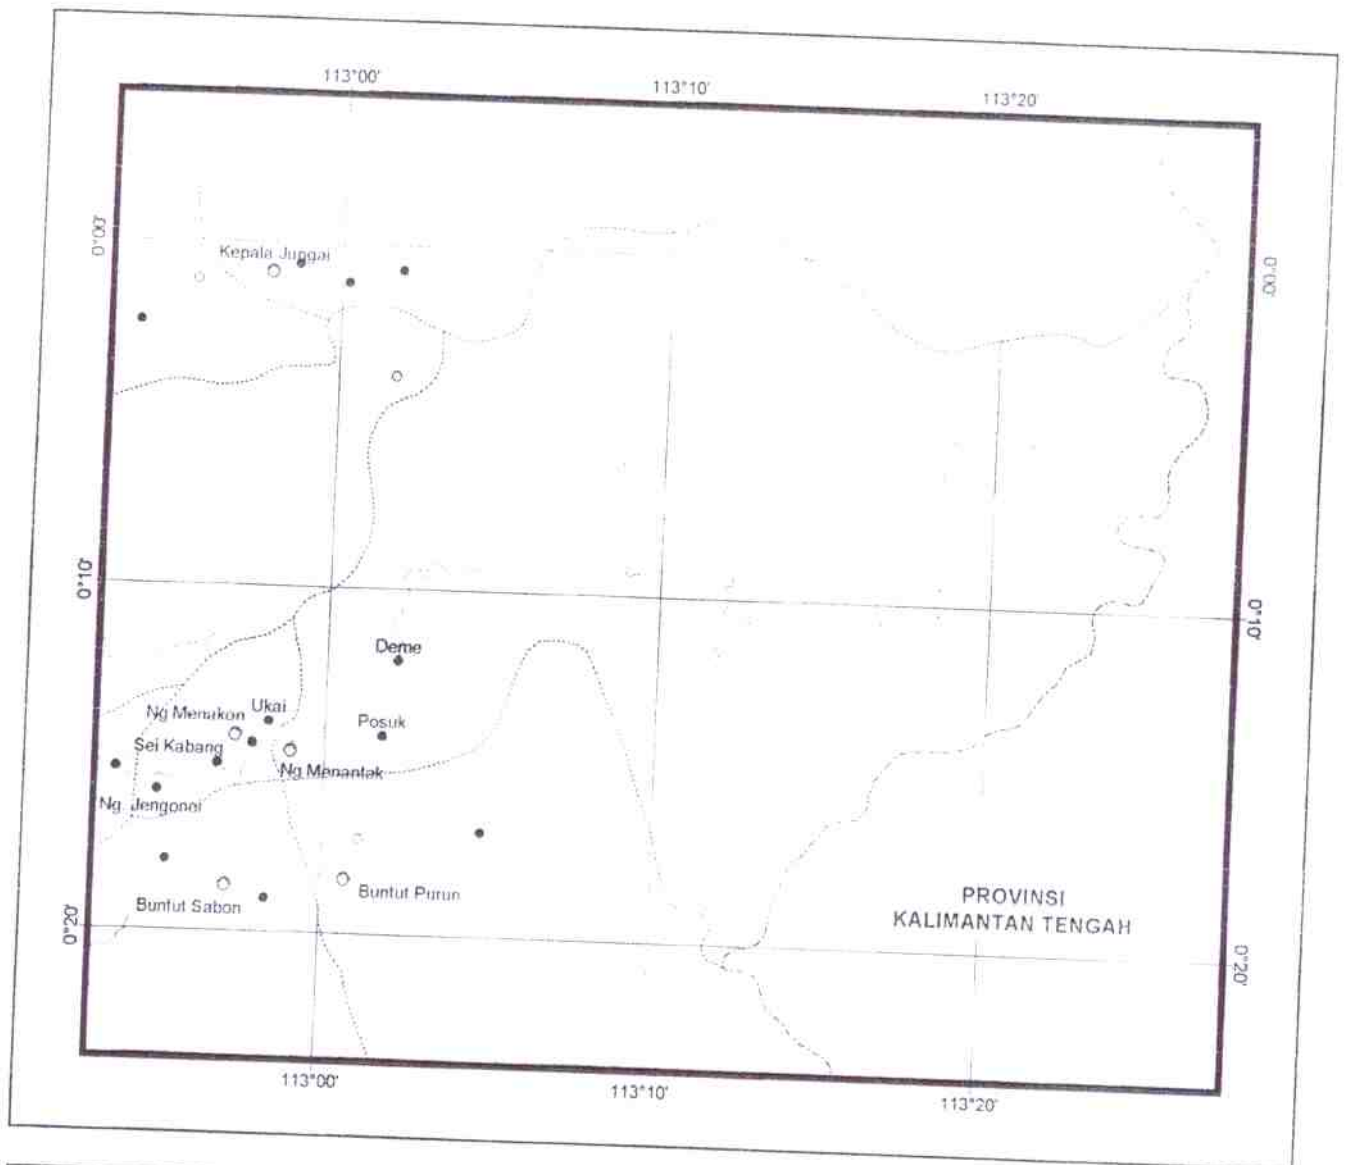 113°00'
113°10'
113°20'
0°00'
0°00'
Kepala Jungai
0°10'
0°10'
Deme
Ukai
Ng Menakon
Posuk
Sei Kabang
Ng Menantak
Ng. Jengonoi
Buntut Purun
Buntut Sabon
PROVINSI
KALIMANTAN TENGAH
0°20'
0°20'
113°00'
113°10'
113°20'